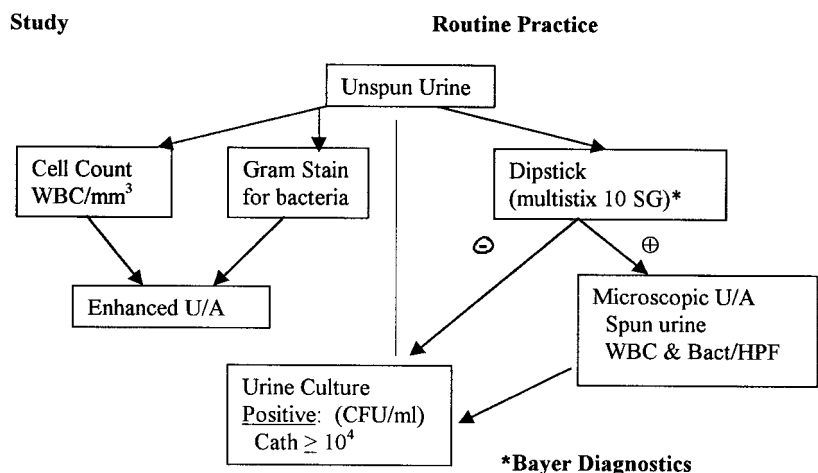 Study
Routine Practice
Unspun Urine
Cell Count
WBC/mm³
Gram Stain
for bacteria
Dipstick
(multistix 10 SG)*
⊖
⊕
Enhanced U/A
Microscopic U/A
Spun urine
WBC & Bact/HPF
Urine Culture
Positive: (CFU/ml)
Cath ≥ 10⁴
*Bayer Diagnostics